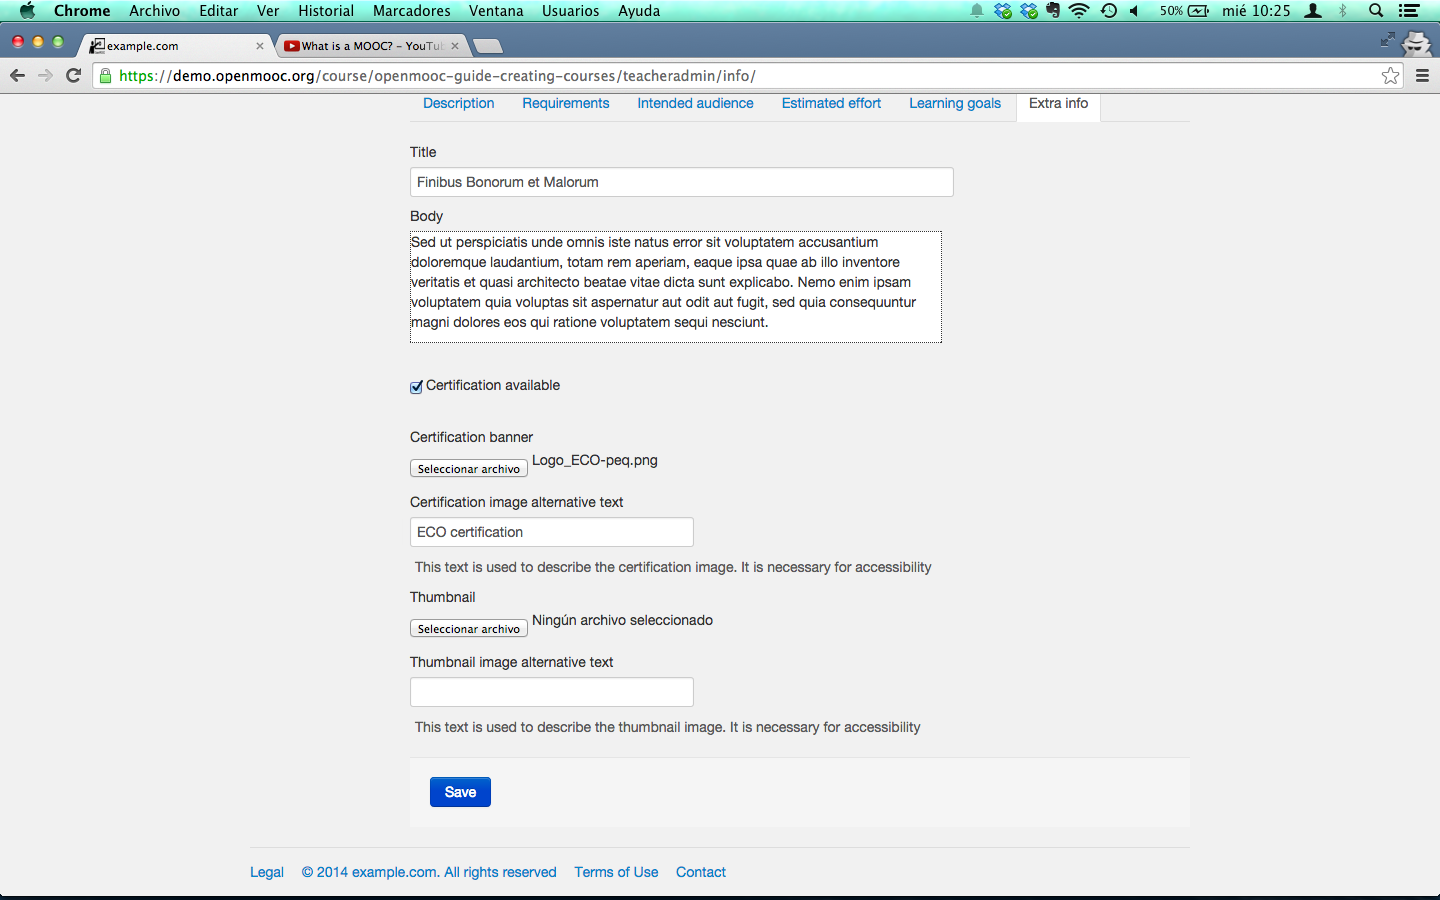 Chrome Archivo Editar Ver Historial Marcadores Ventana Usuarios Ayuda 50% mié 10:25
example.com What is a MOOC? – YouTub
https://demo.openmooc.org/course/openmooc-guide-creating-courses/teacheradmin/info/
Description Requirements Intended audience Estimated effort Learning goals Extra info
Title
Finibus Bonorum et Malorum
Body
Sed ut perspiciatis unde omnis iste natus error sit voluptatem accusantium
doloremque laudantium, totam rem aperiam, eaque ipsa quae ab illo inventore
veritatis et quasi architecto beatae vitae dicta sunt explicabo. Nemo enim ipsam
voluptatem quia voluptas sit aspernatur aut odit aut fugit, sed quia consequuntur
magni dolores eos qui ratione voluptatem sequi nesciunt.
Certification available
Certification banner
Seleccionar archivo Logo_ECO-peq.png
Certification image alternative text
ECO certification
This text is used to describe the certification image. It is necessary for accessibility
Thumbnail
Seleccionar archivo Ningún archivo seleccionado
Thumbnail image alternative text
This text is used to describe the thumbnail image. It is necessary for accessibility
Save
Legal © 2014 example.com. All rights reserved Terms of Use Contact